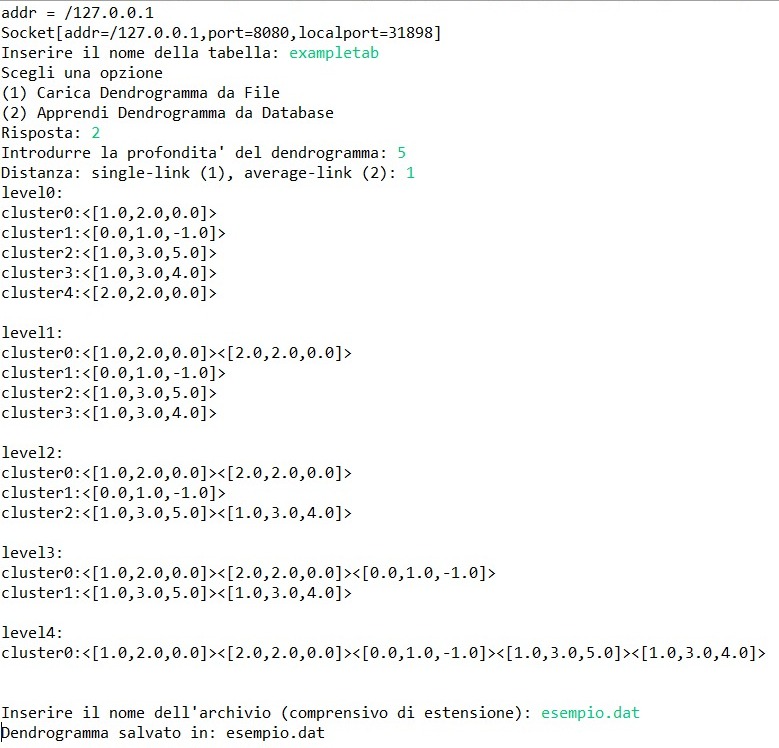 addr = /127.0.0.1
Socket[addr=/127.0.0.1,port=8080,localport=31898]
Inserire il nome della tabella: exampletab
Scegli una opzione
(1) Carica Dendrogramma da File
(2) Apprendi Dendrogramma da Database
Risposta: 2
Introdurre la profondita' del dendrogramma: 5
Distanza: single-link (1), average-link (2): 1
level0:
cluster0:<[1.0,2.0,0.0]>
cluster1:<[0.0,1.0,-1.0]>
cluster2:<[1.0,3.0,5.0]>
cluster3:<[1.0,3.0,4.0]>
cluster4:<[2.0,2.0,0.0]>

level1:
cluster0:<[1.0,2.0,0.0]><[2.0,2.0,0.0]>
cluster1:<[0.0,1.0,-1.0]>
cluster2:<[1.0,3.0,5.0]>
cluster3:<[1.0,3.0,4.0]>

level2:
cluster0:<[1.0,2.0,0.0]><[2.0,2.0,0.0]>
cluster1:<[0.0,1.0,-1.0]>
cluster2:<[1.0,3.0,5.0]><[1.0,3.0,4.0]>

level3:
cluster0:<[1.0,2.0,0.0]><[2.0,2.0,0.0]><[0.0,1.0,-1.0]>
cluster1:<[1.0,3.0,5.0]><[1.0,3.0,4.0]>

level4:
cluster0:<[1.0,2.0,0.0]><[2.0,2.0,0.0]><[0.0,1.0,-1.0]><[1.0,3.0,5.0]><[1.0,3.0,4.0]>

Inserire il nome dell'archivio (comprensivo di estensione): esempio.dat
Dendrogramma salvato in: esempio.dat